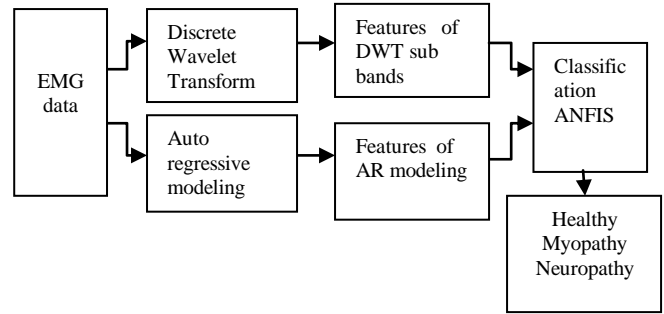 EMG
data
Discrete
Wavelet
Transform
Features of
DWT sub
bands
Auto
regressive
modeling
Features of
AR modeling
Classific
ation
ANFIS
Healthy
Myopathy
Neuropathy